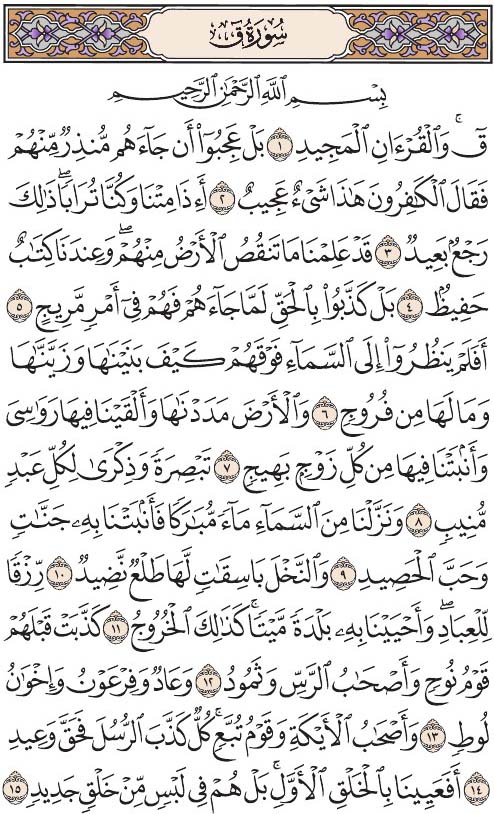 سُورَةُ قٓ
بِسْمِ ٱللَّهِ ٱلرَّحْمَٰنِ ٱلرَّحِيمِ
قٓۚ وَٱلْقُرْءَانِ ٱلْمَجِيدِ ١ بَلْ عَجِبُوٓا۟ أَن جَآءَهُم مُّنذِرٌ مِّنْهُمْ
فَقَالَ ٱلْكَٰفِرُونَ هَٰذَا شَىْءٌ عَجِيبٌ ٢ أَءِذَا مِتْنَا وَكُنَّا تُرَابًاۖ ذَٰلِكَ
رَجْعٌۢ بَعِيدٌ ٣ قَدْ عَلِمْنَا مَا تَنقُصُ ٱلْأَرْضُ مِنْهُمْۖ وَعِندَنَا كِتَٰبٌ
حَفِيظٌۢ ٤ بَلْ كَذَّبُوا۟ بِٱلْحَقِّ لَمَّا جَآءَهُمْ فَهُمْ فِىٓ أَمْرٍ مَّرِيجٍ ٥
أَفَلَمْ يَنظُرُوٓا۟ إِلَى ٱلسَّمَآءِ فَوْقَهُمْ كَيْفَ بَنَيْنَٰهَا وَزَيَّنَّٰهَا
وَمَا لَهَا مِن فُرُوجٍ ٦ وَٱلْأَرْضَ مَدَدْنَٰهَا وَأَلْقَيْنَا فِيهَا رَوَٰسِىَ
وَأَنۢبَتْنَا فِيهَا مِن كُلِّ زَوْجٍۭ بَهِيجٍ ٧ تَبْصِرَةً وَذِكْرَىٰ لِكُلِّ عَبْدٍ
مُّنِيبٍ ٨ وَنَزَّلْنَا مِنَ ٱلسَّمَآءِ مَآءً مُّبَٰرَكًا فَأَنۢبَتْنَا بِهِۦ جَنَّٰتٍ
وَحَبَّ ٱلْحَصِيدِ ٩ وَٱلنَّخْلَ بَاسِقَٰتٍ لَّهَا طَلْعٌ نَّضِيدٌ ١٠ رِّزْقًا
لِّلْعِبَادِۖ وَأَحْيَيْنَا بِهِۦ بَلْدَةً مَّيْتًاۚ كَذَٰلِكَ ٱلْخُرُوجُ ١١ كَذَّبَتْ قَبْلَهُمْ
قَوْمُ نُوحٍ وَأَصْحَٰبُ ٱلرَّسِّ وَثَمُودُ ١٢ وَعَادٌ وَفِرْعَوْنُ وَإِخْوَٰنُ
لُوطٍ ١٣ وَأَصْحَٰبُ ٱلْأَيْكَةِ وَقَوْمُ تُبَّعٍۚ كُلٌّ كَذَّبَ ٱلرُّسُلَ فَحَقَّ وَعِيدِ
١٤ أَفَعَيِينَا بِٱلْخَلْقِ ٱلْأَوَّلِۚ بَلْ هُمْ فِى لَبْسٍ مِّنْ خَلْقٍ جَدِيدٍ ١٥